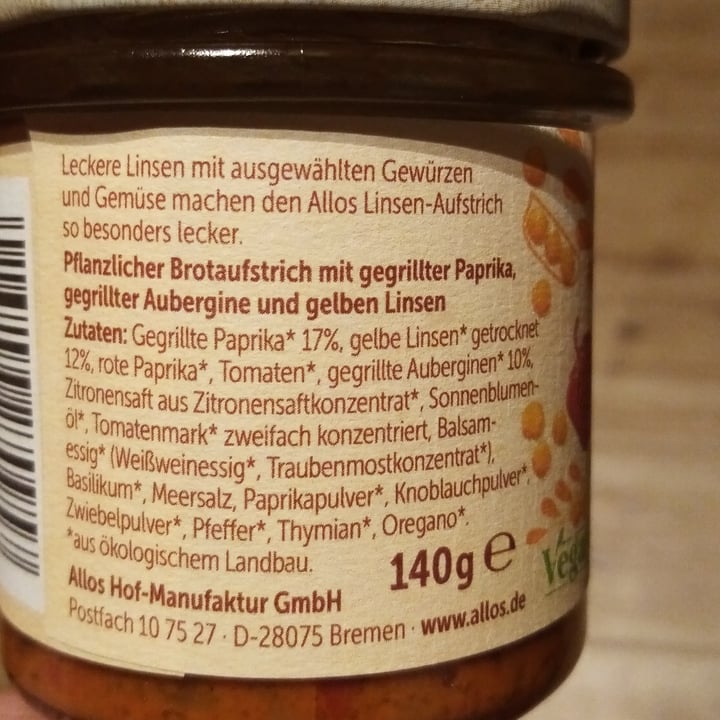 Leckere Linsen mit ausgewählten Gewürzen
und Gemüse machen den Allos Linsen-Aufstrich
so besonders lecker.
Pflanzlicher Brotaufstrich mit gegrillter Paprika,
gegrillter Aubergine und gelben Linsen
Zutaten: Gegrillte Paprika* 17%, gelbe Linsen* getrocknet
12%, rote Paprika*, Tomaten*, gegrillte Auberginen* 10%,
Zitronensaft aus Zitronensaftkonzentrat*, Sonnenblumen-
öl*, Tomatenmark* zweifach konzentriert, Balsam-
essig* (Weißweinessig*, Traubenmostkonzentrat*),
Basilikum*, Meersalz, Paprikapulver*, Knoblauchpulver*,
Zwiebelpulver*, Pfeffer*, Thymian*, Oregano*.
*aus ökologischem Landbau.
140g e
Allos Hof-Manufaktur GmbH
Postfach 10 75 27 · D-28075 Bremen · www.allos.de